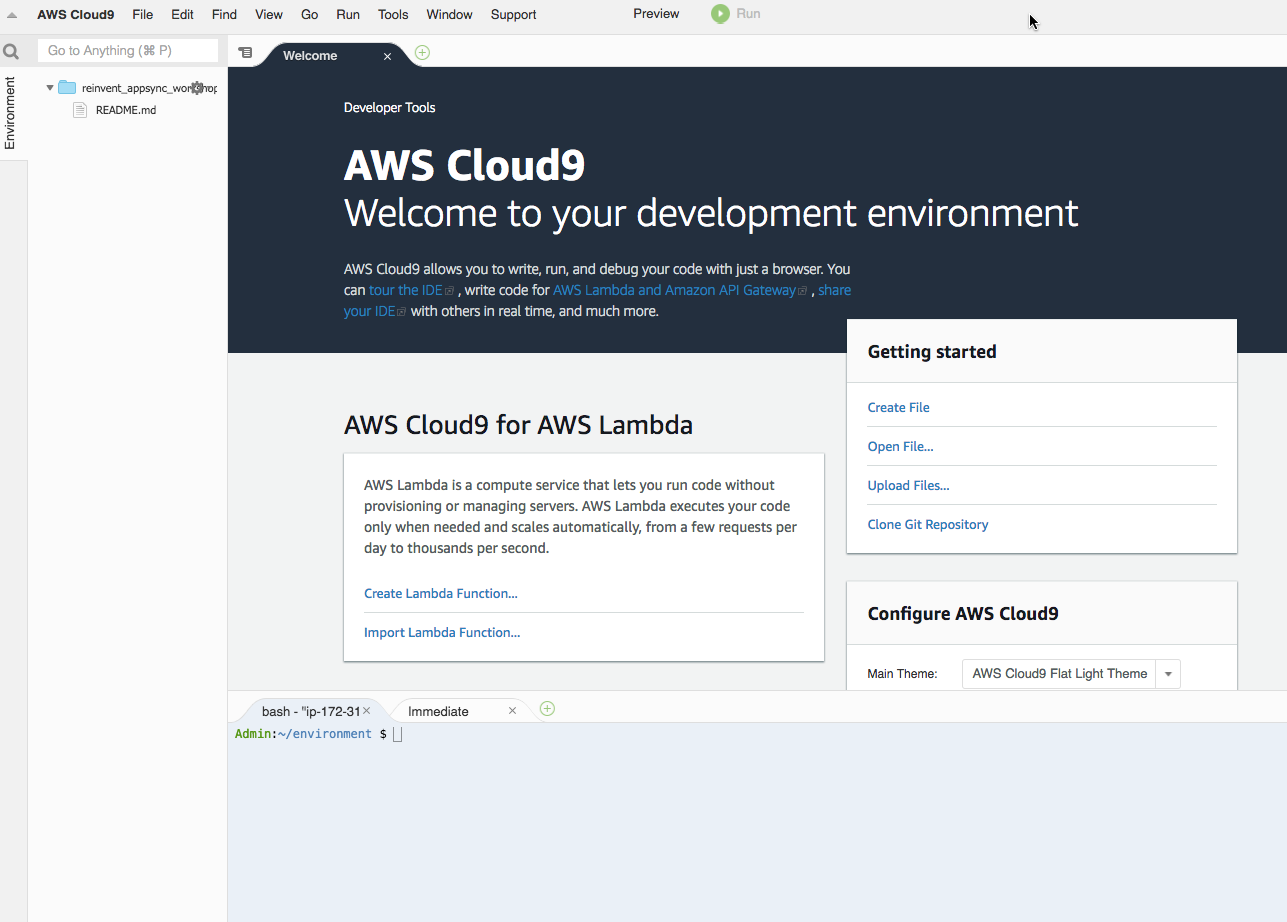 AWS Cloud9 File Edit Find View Go Run Tools Window Support Preview Run
Go to Anything (⌘ P)
Welcome
Environment
reinvent_appsync_workshop
README.md
Developer Tools
AWS Cloud9
Welcome to your development environment
AWS Cloud9 allows you to write, run, and debug your code with just a browser. You
can tour the IDE , write code for AWS Lambda and Amazon API Gateway , share
your IDE with others in real time, and much more.
Getting started
Create File
Open File...
Upload Files...
Clone Git Repository
AWS Cloud9 for AWS Lambda
AWS Lambda is a compute service that lets you run code without
provisioning or managing servers. AWS Lambda executes your code
only when needed and scales automatically, from a few requests per
day to thousands per second.
Create Lambda Function...
Import Lambda Function...
Configure AWS Cloud9
Main Theme: AWS Cloud9 Flat Light Theme
bash - "ip-172-31 Immediate
Admin:~/environment $